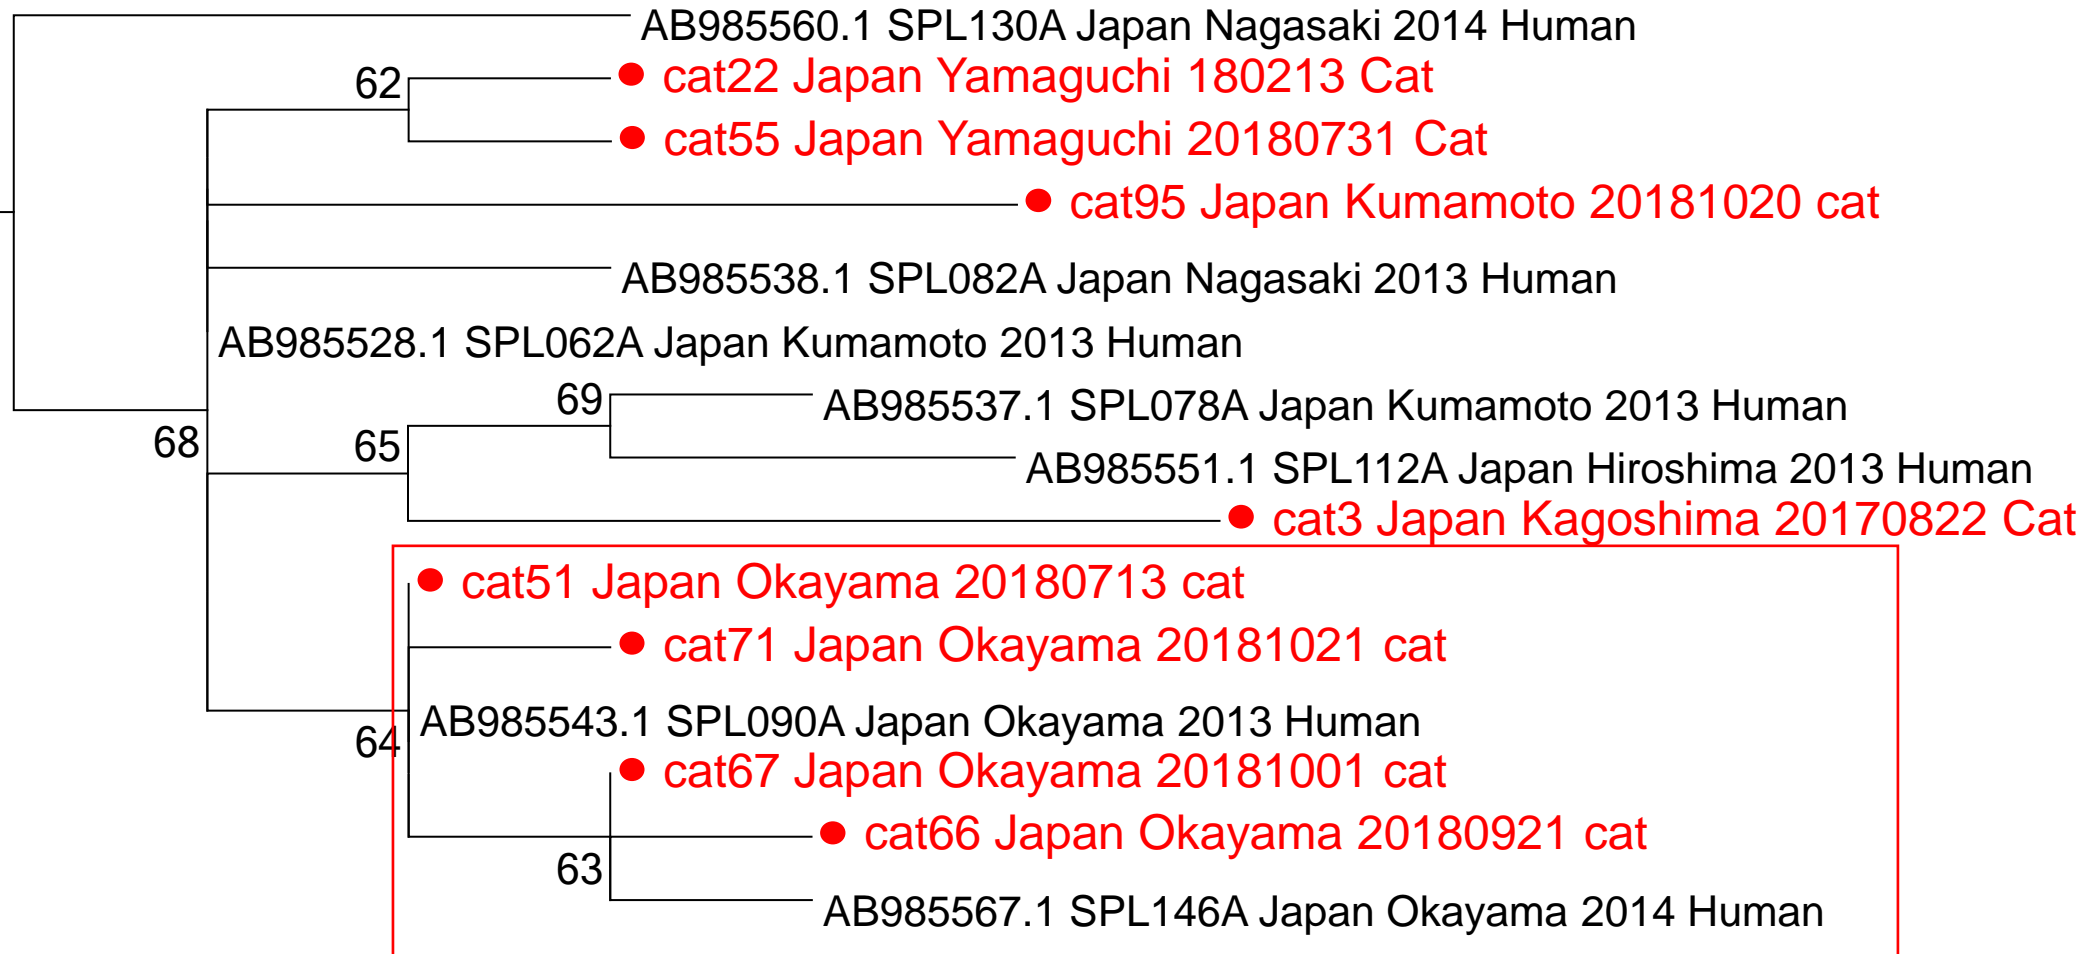 AB985560.1 SPL130A Japan Nagasaki 2014 Human
62
cat22 Japan Yamaguchi 180213 Cat
cat55 Japan Yamaguchi 20180731 Cat
cat95 Japan Kumamoto 20181020 cat
AB985538.1 SPL082A Japan Nagasaki 2013 Human
AB985528.1 SPL062A Japan Kumamoto 2013 Human
69
AB985537.1 SPL078A Japan Kumamoto 2013 Human
68
65
AB985551.1 SPL112A Japan Hiroshima 2013 Human
cat3 Japan Kagoshima 20170822 Cat
cat51 Japan Okayama 20180713 cat
cat71 Japan Okayama 20181021 cat
AB985543.1 SPL090A Japan Okayama 2013 Human
64
cat67 Japan Okayama 20181001 cat
cat66 Japan Okayama 20180921 cat
63
AB985567.1 SPL146A Japan Okayama 2014 Human